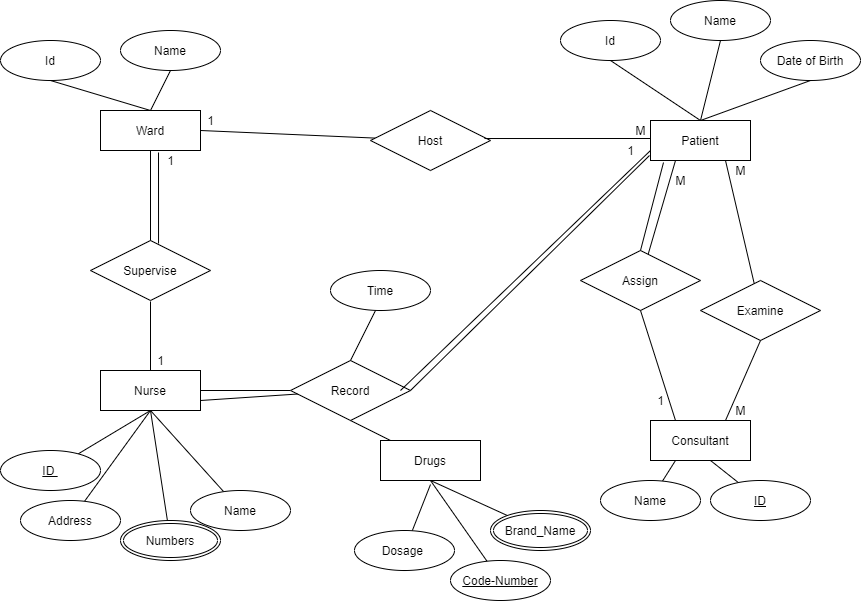 Name
Id
Name
Id
Date of Birth
1
Ward
Host
M
Patient
1
1
M
M
Supervise
Assign
Time
Examine
1
Nurse
Record
1
M
Drugs
Consultant
ID
Address
Numbers
Name
Name
ID
Dosage
Brand_Name
Code-Number